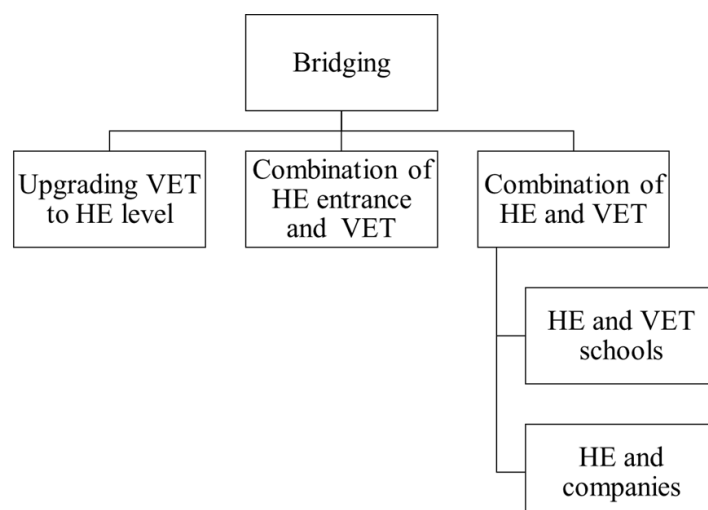 Bridging
Upgrading VET
to HE level
Combination of
HE entrance
and VET
Combination of
HE and VET
HE and VET
schools
HE and
companies